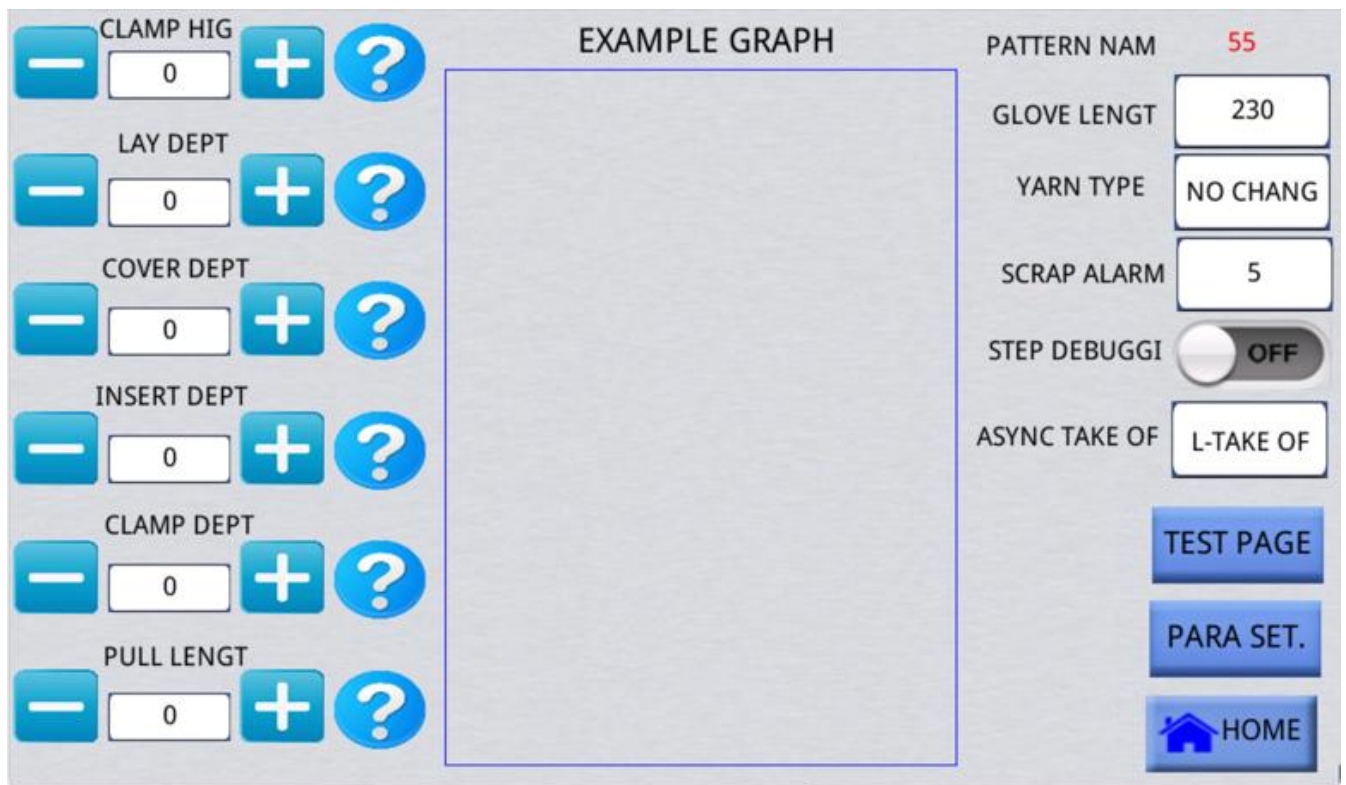 CLAMP HIG
0
LAY DEPT
0
COVER DEPT
0
INSERT DEPT
0
CLAMP DEPT
0
PULL LENGT
0
EXAMPLE GRAPH
PATTERN NAM 55
GLOVE LENGT 230
YARN TYPE NO CHANG
SCRAP ALARM 5
STEP DEBUGGI OFF
ASYNC TAKE OF L-TAKE OF
TEST PAGE
PARA SET.
HOME